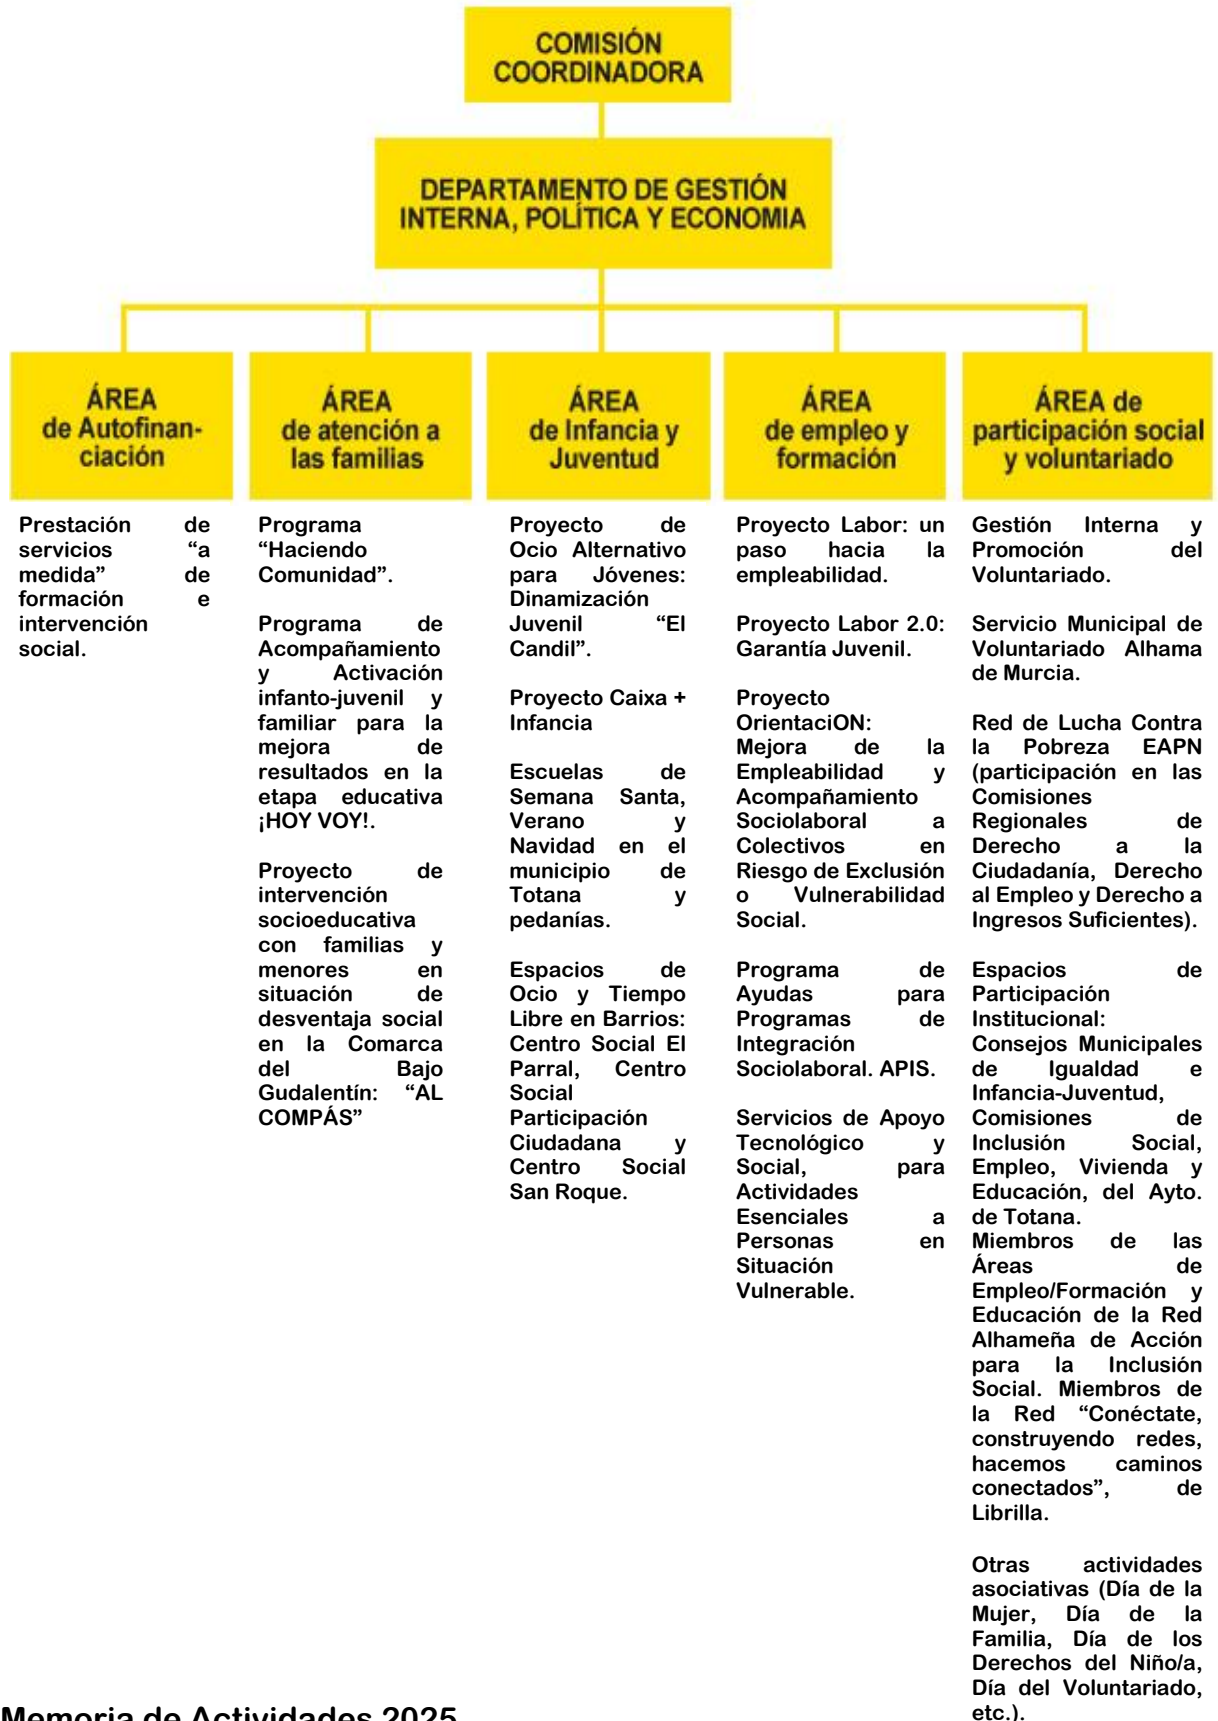 COMISIÓN
COORDINADORA
DEPARTAMENTO DE GESTIÓN
INTERNA, POLÍTICA Y ECONOMIA
ÁREA
de Autofinan-
ciación
Prestación de
servicios “a
medida” de
formación e
intervención
social.
ÁREA
de atención a
las familias
Programa
“Haciendo
Comunidad”.
Programa de
Acompañamiento
y Activación
infanto-juvenil y
familiar para la
mejora de
resultados en la
etapa educativa
¡HOY VOY!.
Proyecto de
intervención
socioeducativa
con familias y
menores en
situación de
desventaja social
en la Comarca
del Bajo
Gudalentín: “AL
COMPÁS”
ÁREA
de Infancia y
Juventud
Proyecto de
Ocio Alternativo
para Jóvenes:
Dinamización
Juvenil “El
Candil”.
Proyecto Caixa +
Infancia
Escuelas de
Semana Santa,
Verano y
Navidad en el
municipio de
Totana y
pedanías.
Espacios de
Ocio y Tiempo
Libre en Barrios:
Centro Social El
Parral, Centro
Social
Participación
Ciudadana y
Centro Social
San Roque.
ÁREA
de empleo y
formación
Proyecto Labor: un
paso hacia la
empleabilidad.
Proyecto Labor 2.0:
Garantía Juvenil.
Proyecto
OrientaciON:
Mejora de la
Empleabilidad y
Acompañamiento
Sociolaboral a
Colectivos en
Riesgo de Exclusión
o Vulnerabilidad
Social.
Programa de
Ayudas para
Programas de
Integración
Sociolaboral. APIS.
Servicios de Apoyo
Tecnológico y
Social, para
Actividades
Esenciales a
Personas en
Situación
Vulnerable.
ÁREA de
participación social
y voluntariado
Gestión Interna y
Promoción del
Voluntariado.
Servicio Municipal de
Voluntariado Alhama
de Murcia.
Red de Lucha Contra
la Pobreza EAPN
(participación en las
Comisiones
Regionales de
Derecho a la
Ciudadanía, Derecho
al Empleo y Derecho a
Ingresos Suficientes).
Espacios de
Participación
Institucional:
Consejos Municipales
de Igualdad e
Infancia-Juventud,
Comisiones de
Inclusión Social,
Empleo, Vivienda y
Educación, del Ayto.
de Totana.
Miembros de las
Áreas de
Empleo/Formación y
Educación de la Red
Alhameña de Acción
para la Inclusión
Social. Miembros de
la Red “Conéctate,
construyendo redes,
hacemos caminos
conectados”, de
Librilla.
Otras actividades
asociativas (Día de la
Mujer, Día de la
Familia, Día de los
Derechos del Niño/a,
Día del Voluntariado,
etc.).
Memoria de Actividades 2025